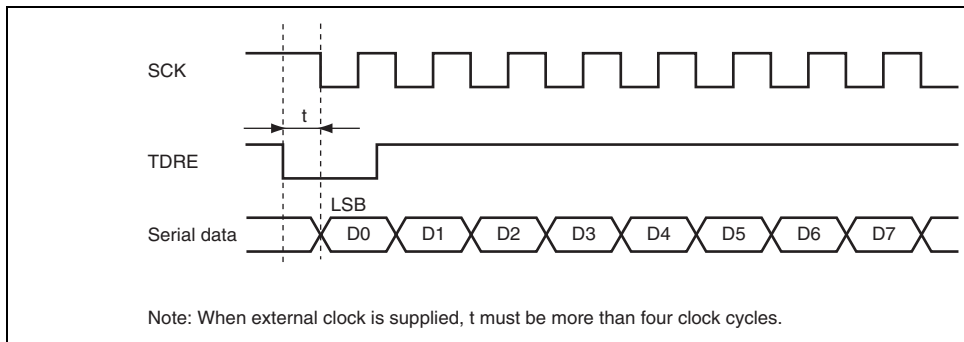 SCK
t
TDRE
LSB
Serial data D0 D1 D2 D3 D4 D5 D6 D7
Note: When external clock is supplied, t must be more than four clock cycles.